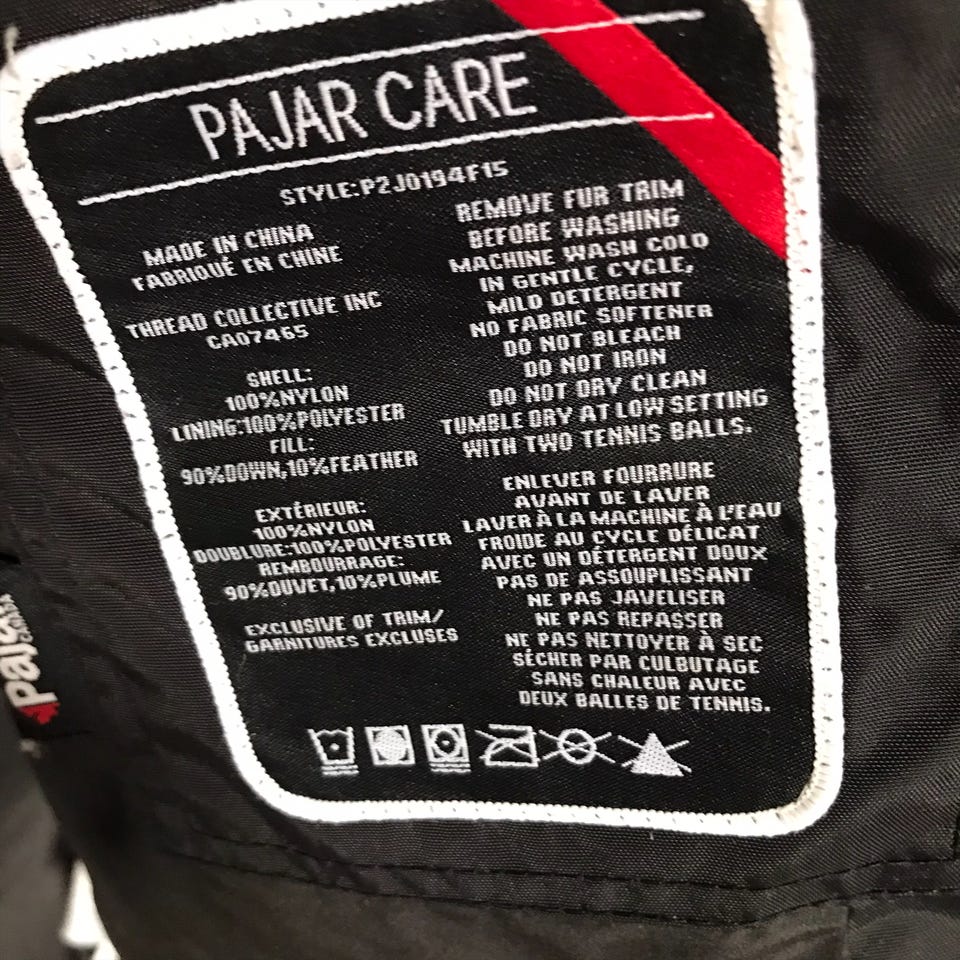 PAJAR CARE
STYLE:P2J0194F15
MADE IN CHINA
FABRIQUÉ EN CHINE
THREAD COLLECTIVE INC
CA07465
SHELL:
100%NYLON
LINING:100%POLYESTER
FILL:
90%DOWN,10%FEATHER
EXTÉRIEUR:
100%NYLON
DOUBLURE:100%POLYESTER
REMBOURRAGE:
90%DUVET,10%PLUME
EXCLUSIVE OF TRIM/
GARNITURES EXCLUSES
REMOVE FUR TRIM
BEFORE WASHING
MACHINE WASH COLD
IN GENTLE CYCLE,
MILD DETERGENT
NO FABRIC SOFTENER
DO NOT BLEACH
DO NOT IRON
DO NOT DRY CLEAN
TUMBLE DRY AT LOW SETTING
WITH TWO TENNIS BALLS.
ENLEVER FOURRURE
AVANT DE LAVER
LAVER À LA MACHINE À L'EAU
FROIDE AU CYCLE DÉLICAT
AVEC UN DÉTERGENT DOUX
PAS DE ASSOUPLISSANT
NE PAS JAVELISER
NE PAS REPASSER
NE PAS NETTOYER À SEC
SÉCHER PAR CULBUTAGE
SANS CHALEUR AVEC
DEUX BALLES DE TENNIS.
pajar